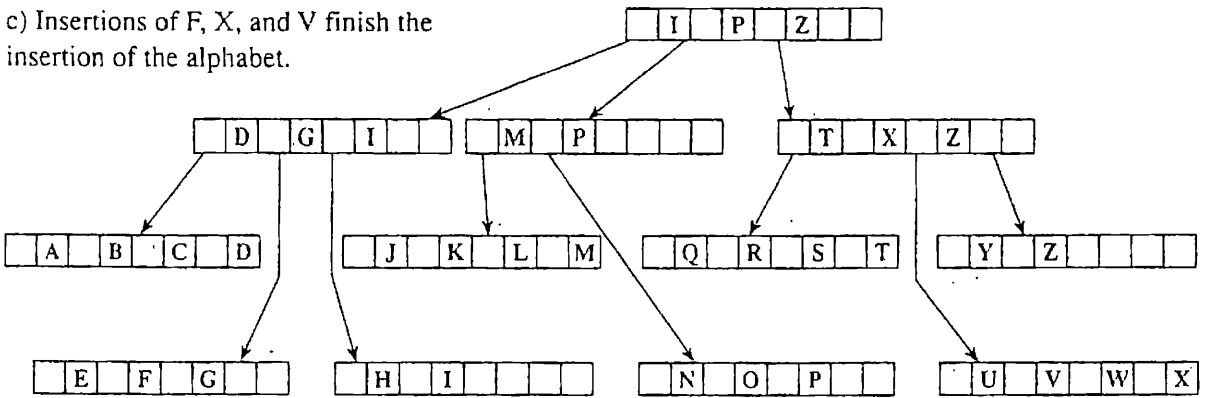 c) Insertions of F, X, and V finish the
insertion of the alphabet.
I P Z
D G I
M P
T X Z
A B C D
J K L M
Q R S T
Y Z
E F G
H I
N O P
U V W X